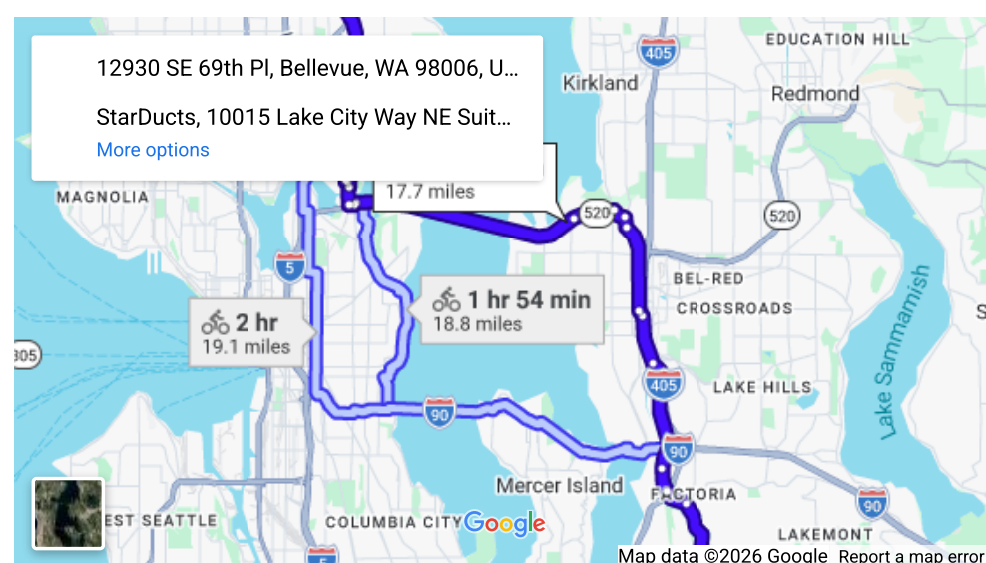 12930 SE 69th Pl, Bellevue, WA 98006, U...
StarDucts, 10015 Lake City Way NE Suit...
More options
405
EDUCATION HILL
Kirkland
Redmond
MAGNOLIA
17.7 miles
520
520
5
BEL-RED
CROSSROADS
1 hr 54 min
18.8 miles
2 hr
19.1 miles
305
Lake Sammamish
S
405
LAKE HILLS
90
90
Mercer Island
FACTORIA
90
EST SEATTLE
COLUMBIA CITY
Google
LAKEMONT
5
Map data ©2026 Google
Report a map error